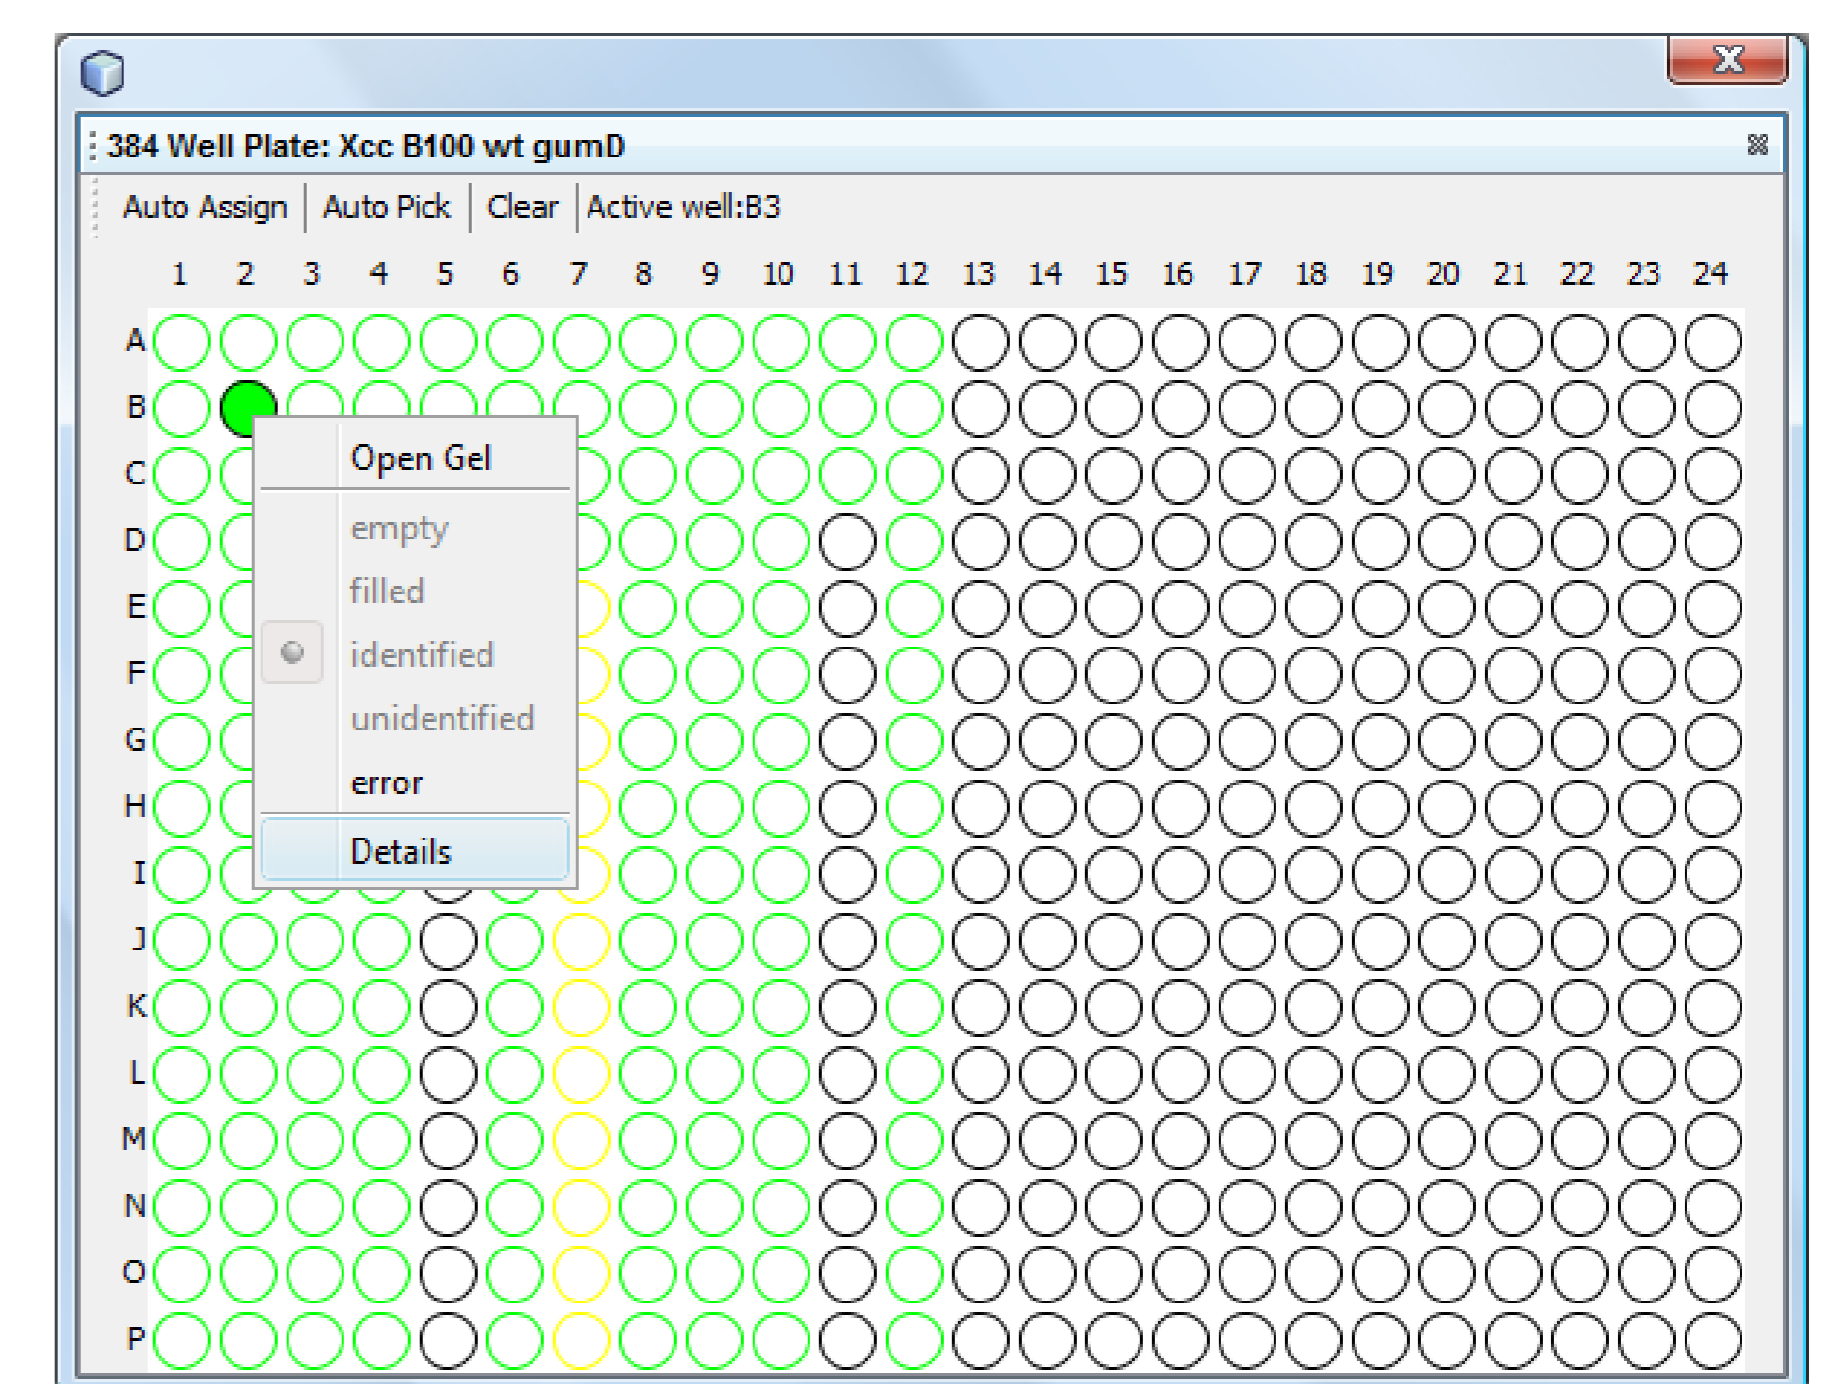 384 Well Plate: Xcc B100 wt gumD
Auto Assign Auto Pick Clear Active well:B3
1 2 3 4 5 6 7 8 9 10 11 12 13 14 15 16 17 18 19 20 21 22 23 24
A
B
Open Gel
C
empty
D
filled
E
identified
F
unidentified
G
error
H
Details
I
J
K
L
M
N
O
P